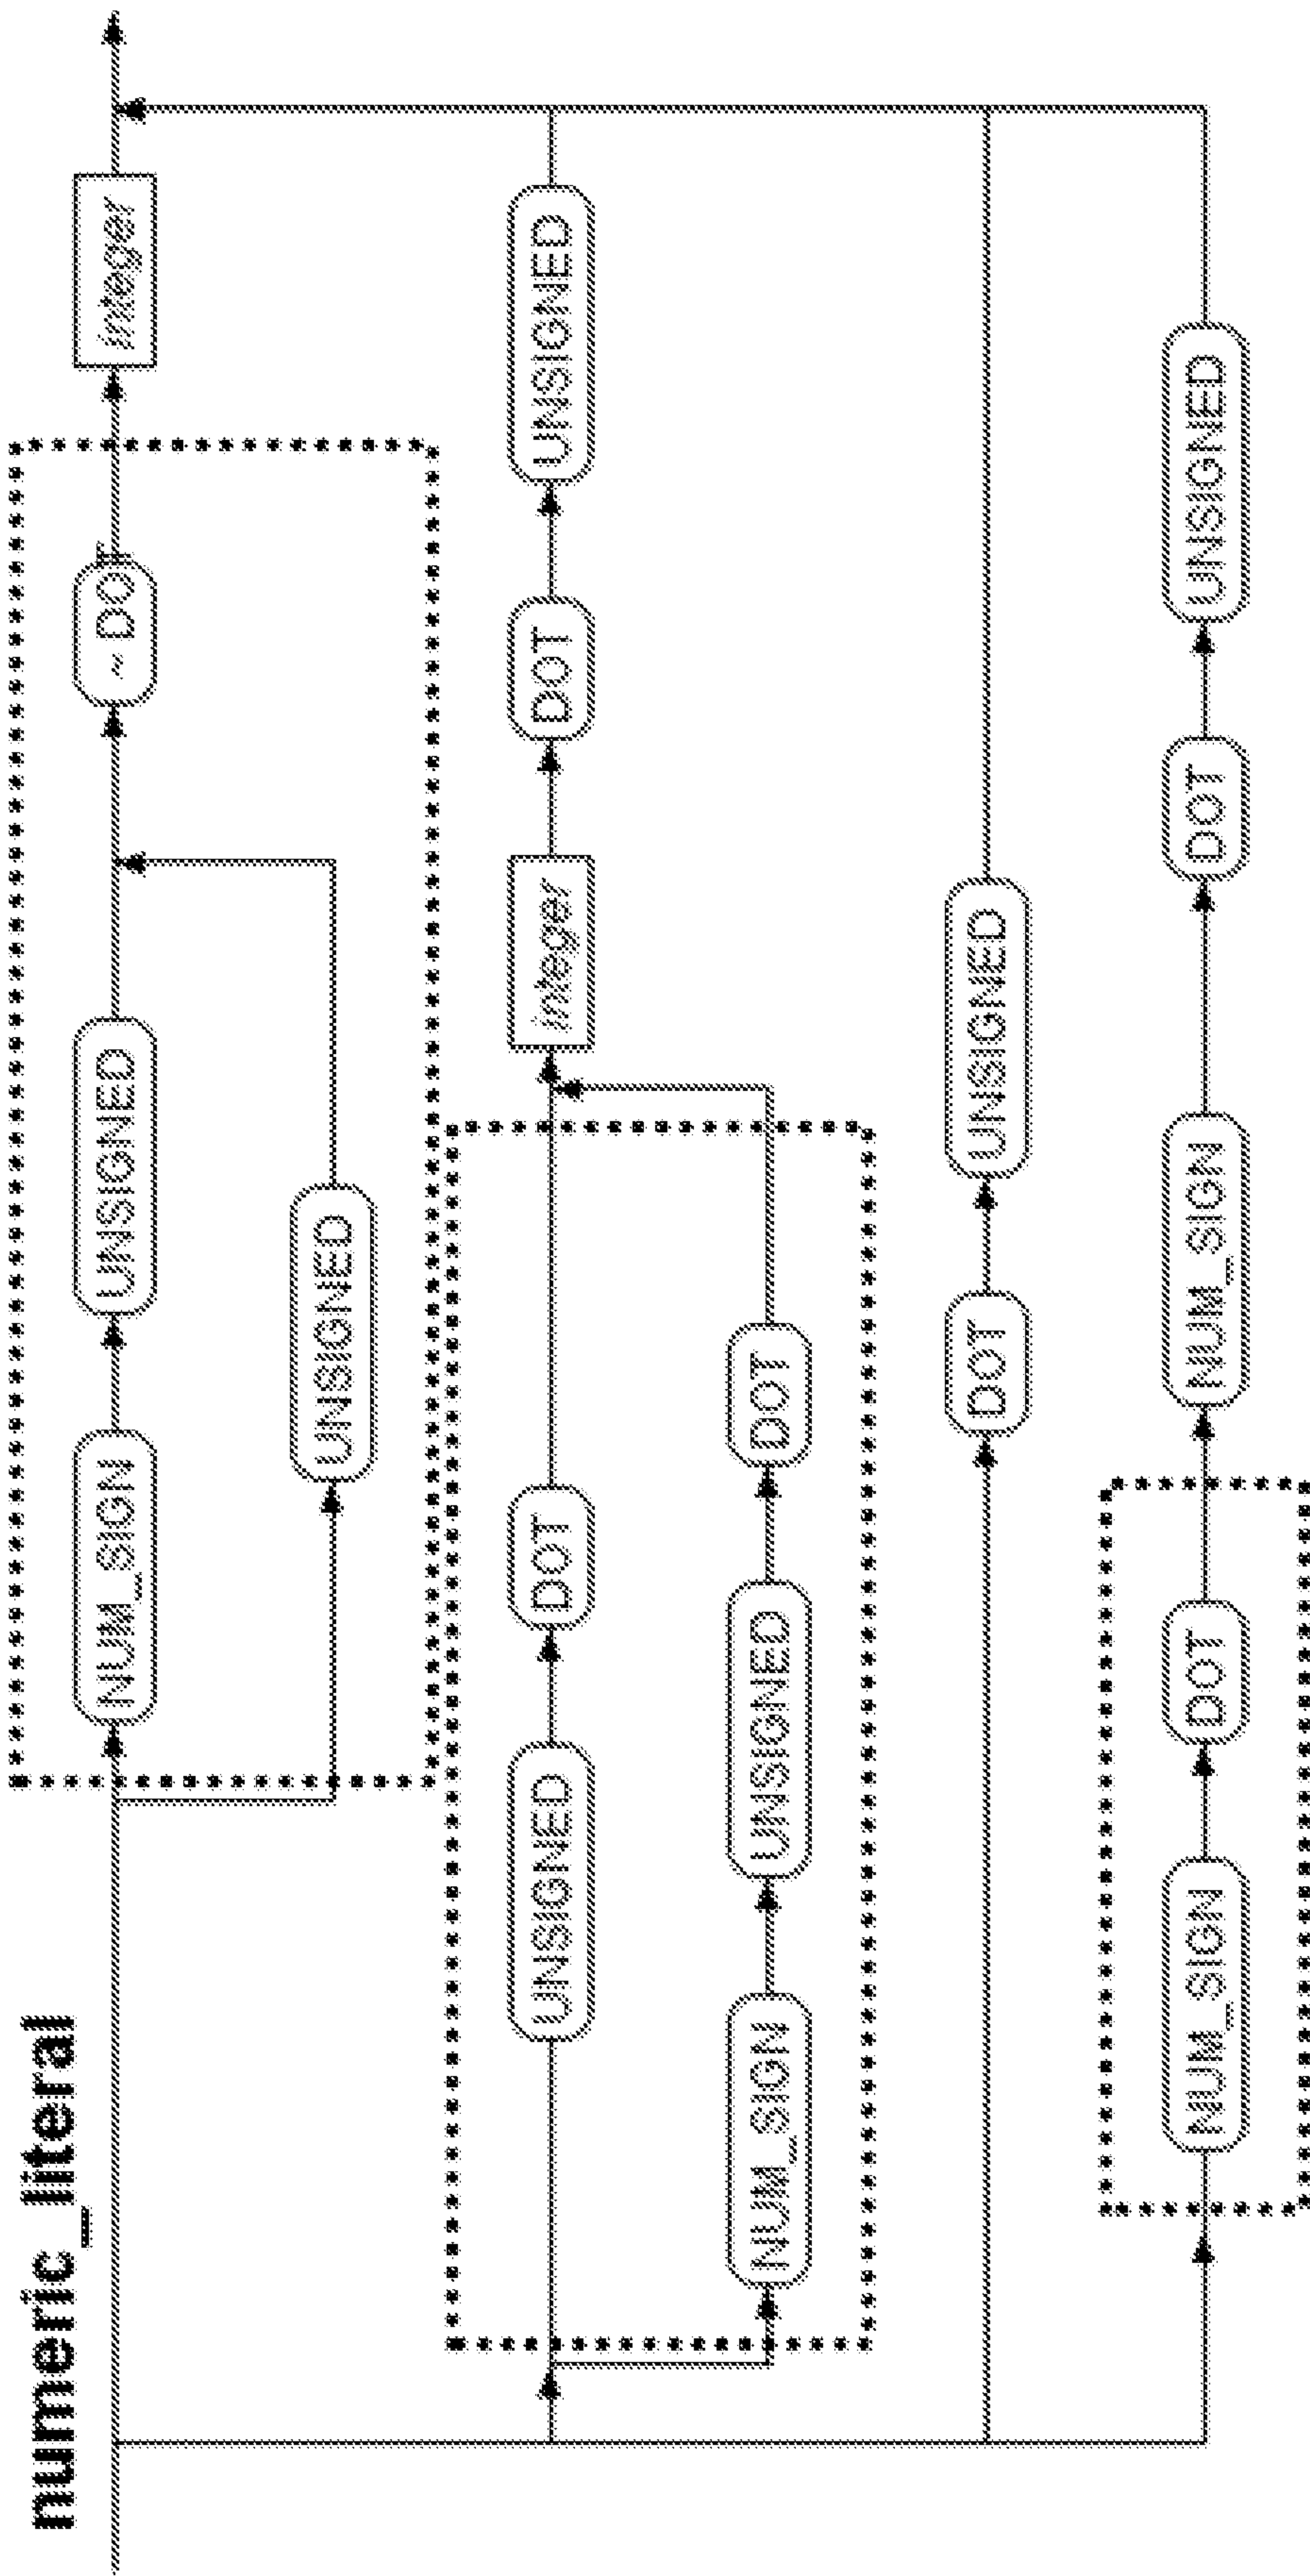 numeric_literal
NUM_SIGN UNSIGNED ~ DOT integer
UNSIGNED
UNSIGNED DOT integer DOT UNSIGNED
NUM_SIGN UNSIGNED DOT
DOT UNSIGNED
NUM_SIGN DOT NUM_SIGN DOT UNSIGNED